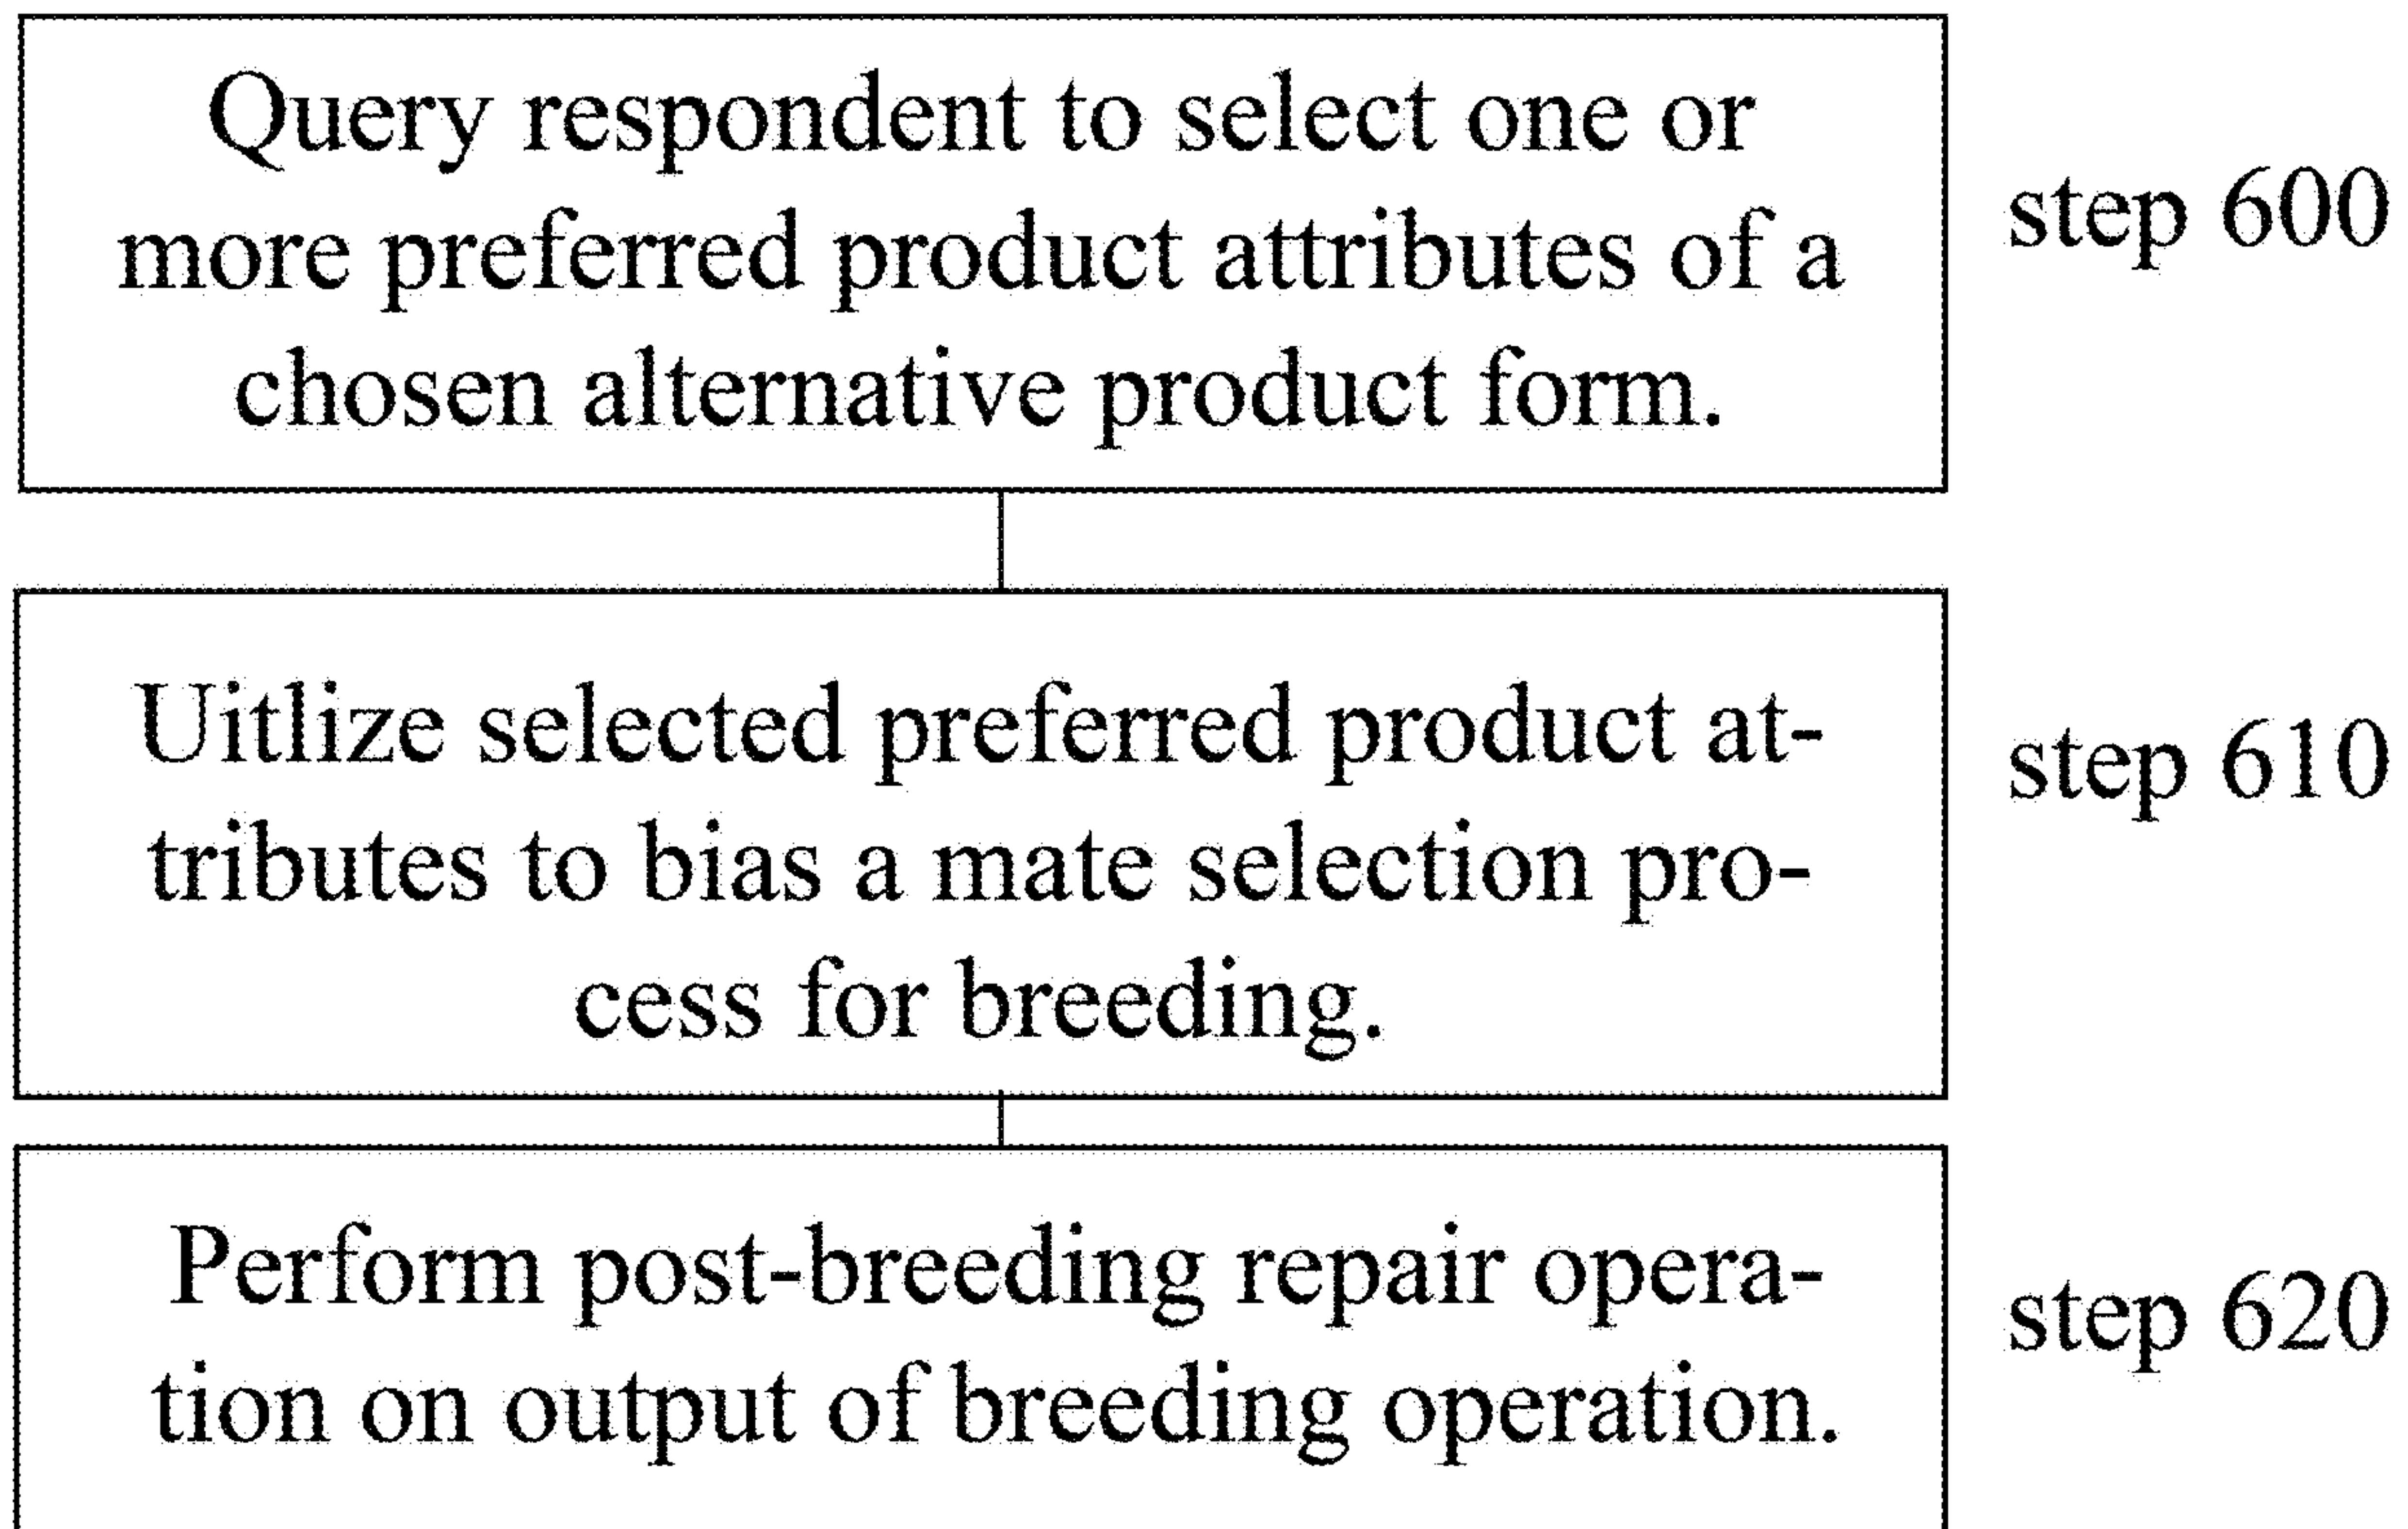 Query respondent to select one or
more preferred product attributes of a
chosen alternative product form.
step 600
Uitlize selected preferred product at-
tributes to bias a mate selection pro-
cess for breeding.
step 610
Perform post-breeding repair opera-
tion on output of breeding operation.
step 620